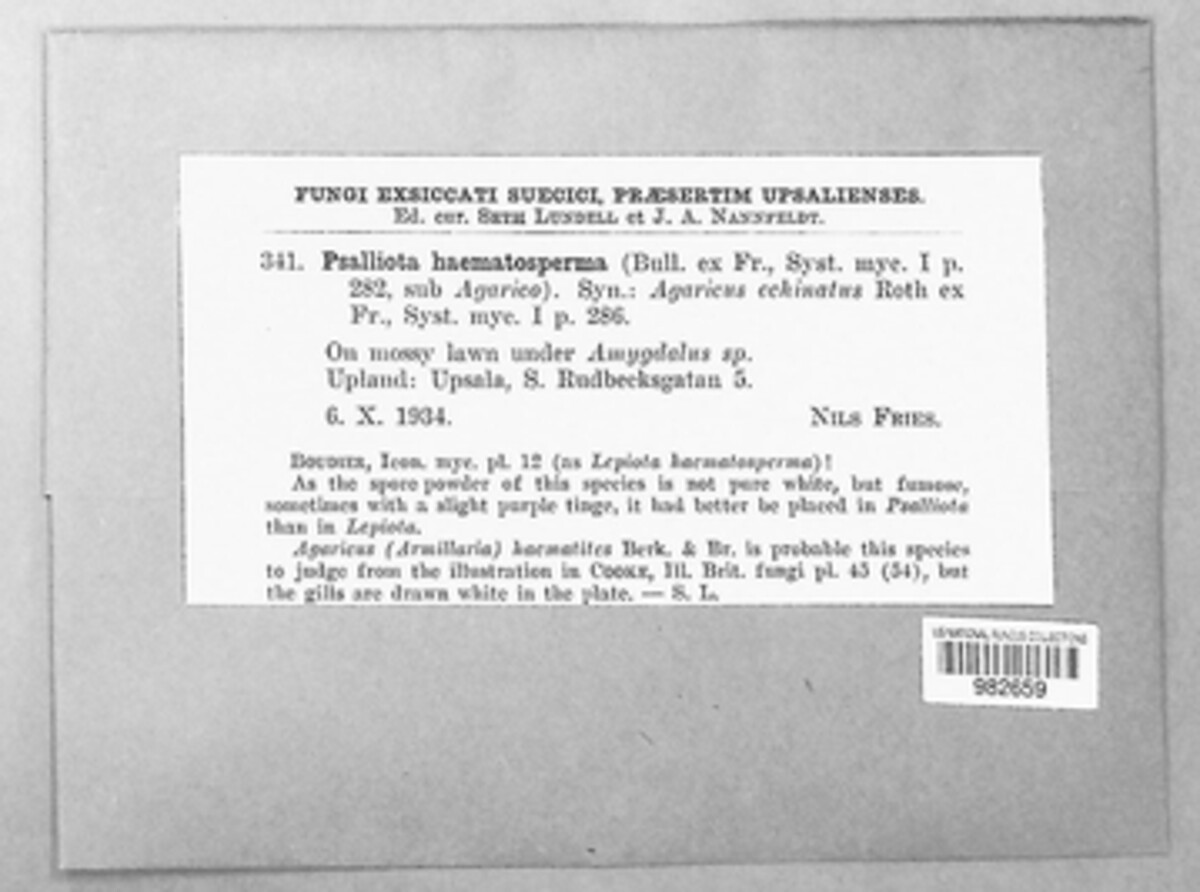 FUNGI EXSICCATI SUECICI, PRÆSERTIM UPSALIENSES.
Ed. cur. SETH LUNDELL et J. A. NANNFELDT.
341. Psalliota haematosperma (Bull. ex Fr., Syst. myc. I p.
282, sub Agarico). Syn.: Agaricus echinatus Roth ex
Fr., Syst. myc. I p. 286.
On mossy lawn under Amygdalus sp.
Upland: Upsala, S. Rudbecksgatan 5.
6. X. 1934. NILS FRIES.
BOUDIER, Icon. myc. pl. 12 (as Lepiota haematosperma)!
As the spore powder of this species is not pure white, but fumose,
sometimes with a slight purple tinge, it had better be placed in Psalliota
than in Lepiota.
Agaricus (Armillaria) haematites Berk. & Br. is probable this species
to judge from the illustration in COOKE, Ill. Brit. fungi pl. 45 (54), but
the gills are drawn white in the plate. — S. L.
US NATIONAL FUNGUS COLLECTIONS
982659